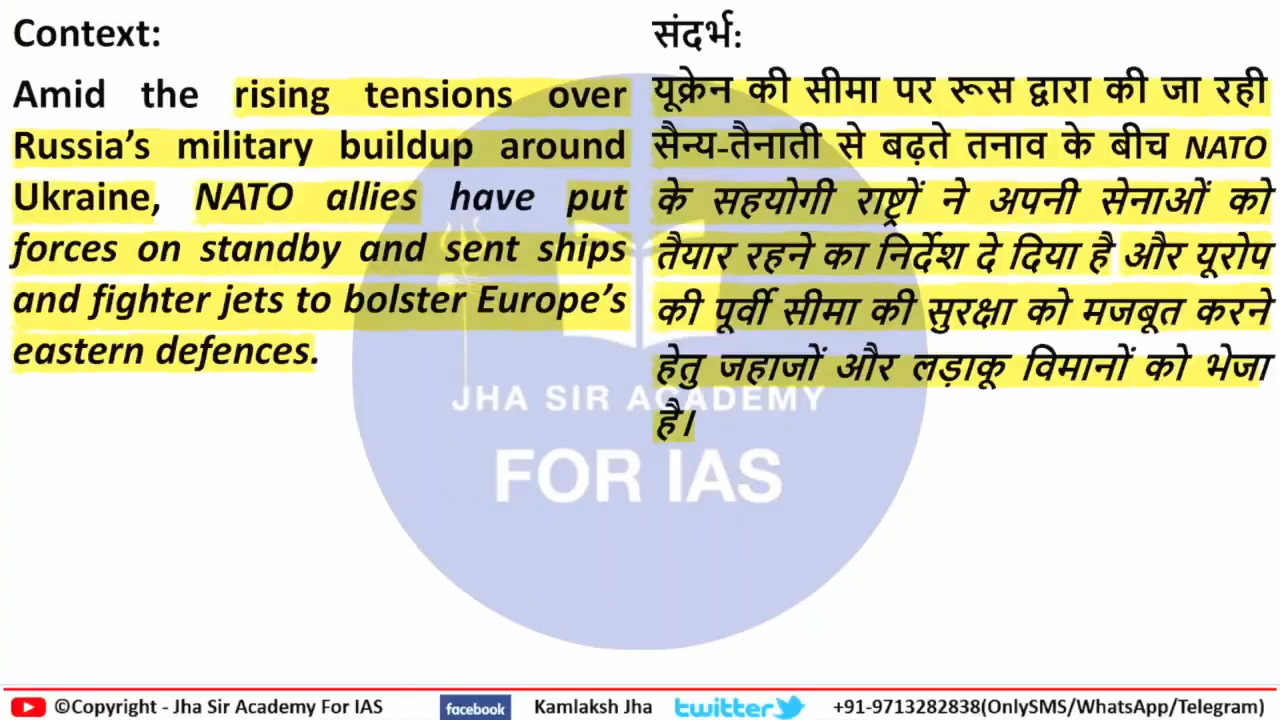 Context:
Amid the rising tensions over
Russia’s military buildup around
Ukraine, NATO allies have put
forces on standby and sent ships
and fighter jets to bolster Europe’s
eastern defences.
संदर्भ:
यूक्रेन की सीमा पर रूस द्वारा की जा रही
सैन्य-तैनाती से बढ़ते तनाव के बीच NATO
के सहयोगी राष्ट्रों ने अपनी सेनाओं को
तैयार रहने का निर्देश दे दिया है और यूरोप
की पूर्वी सीमा की सुरक्षा को मजबूत करने
हेतु जहाजों और लड़ाकू विमानों को भेजा
है।
JHA SIR ACADEMY
FOR IAS
©Copyright - Jha Sir Academy For IAS facebook Kamlaksh Jha twitter +91-9713282838(OnlySMS/WhatsApp/Telegram)